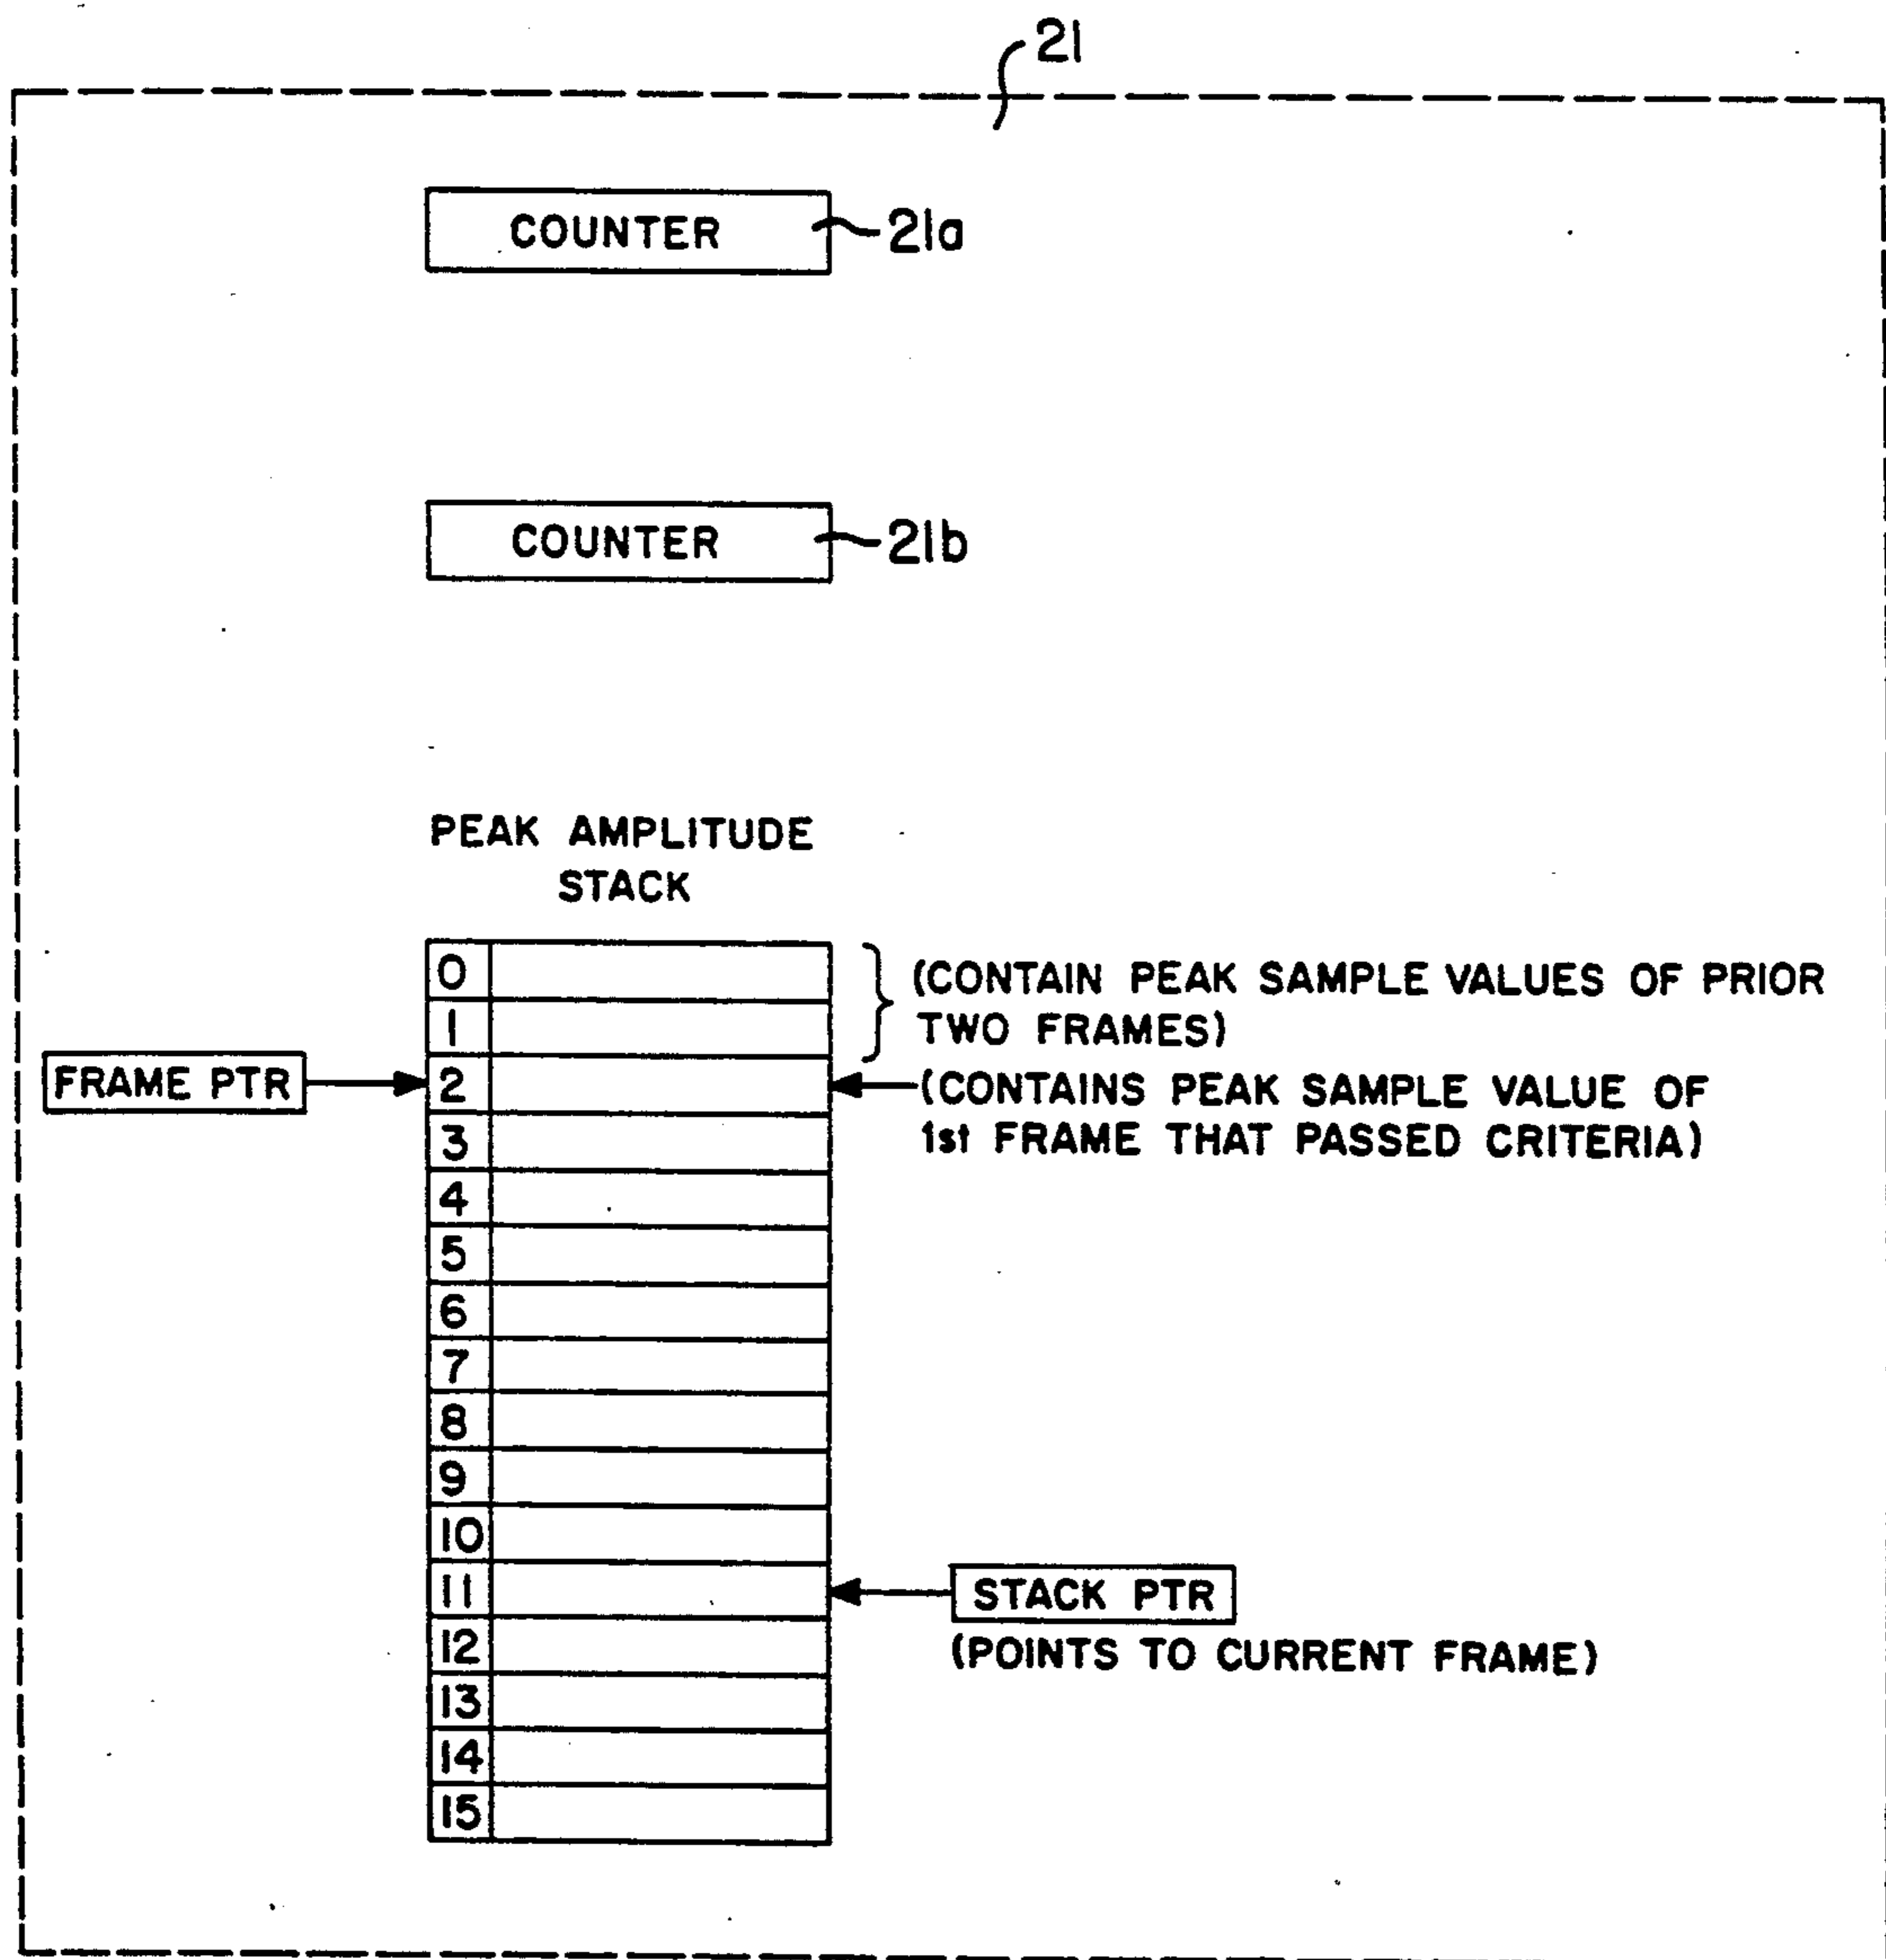 21
COUNTER 21a
COUNTER 21b
PEAK AMPLITUDE
STACK
0
(CONTAIN PEAK SAMPLE VALUES OF PRIOR
1
TWO FRAMES)
FRAME PTR
2
(CONTAINS PEAK SAMPLE VALUE OF
3
1st FRAME THAT PASSED CRITERIA)
4
5
6
7
8
9
10
11
STACK PTR
12
(POINTS TO CURRENT FRAME)
13
14
15